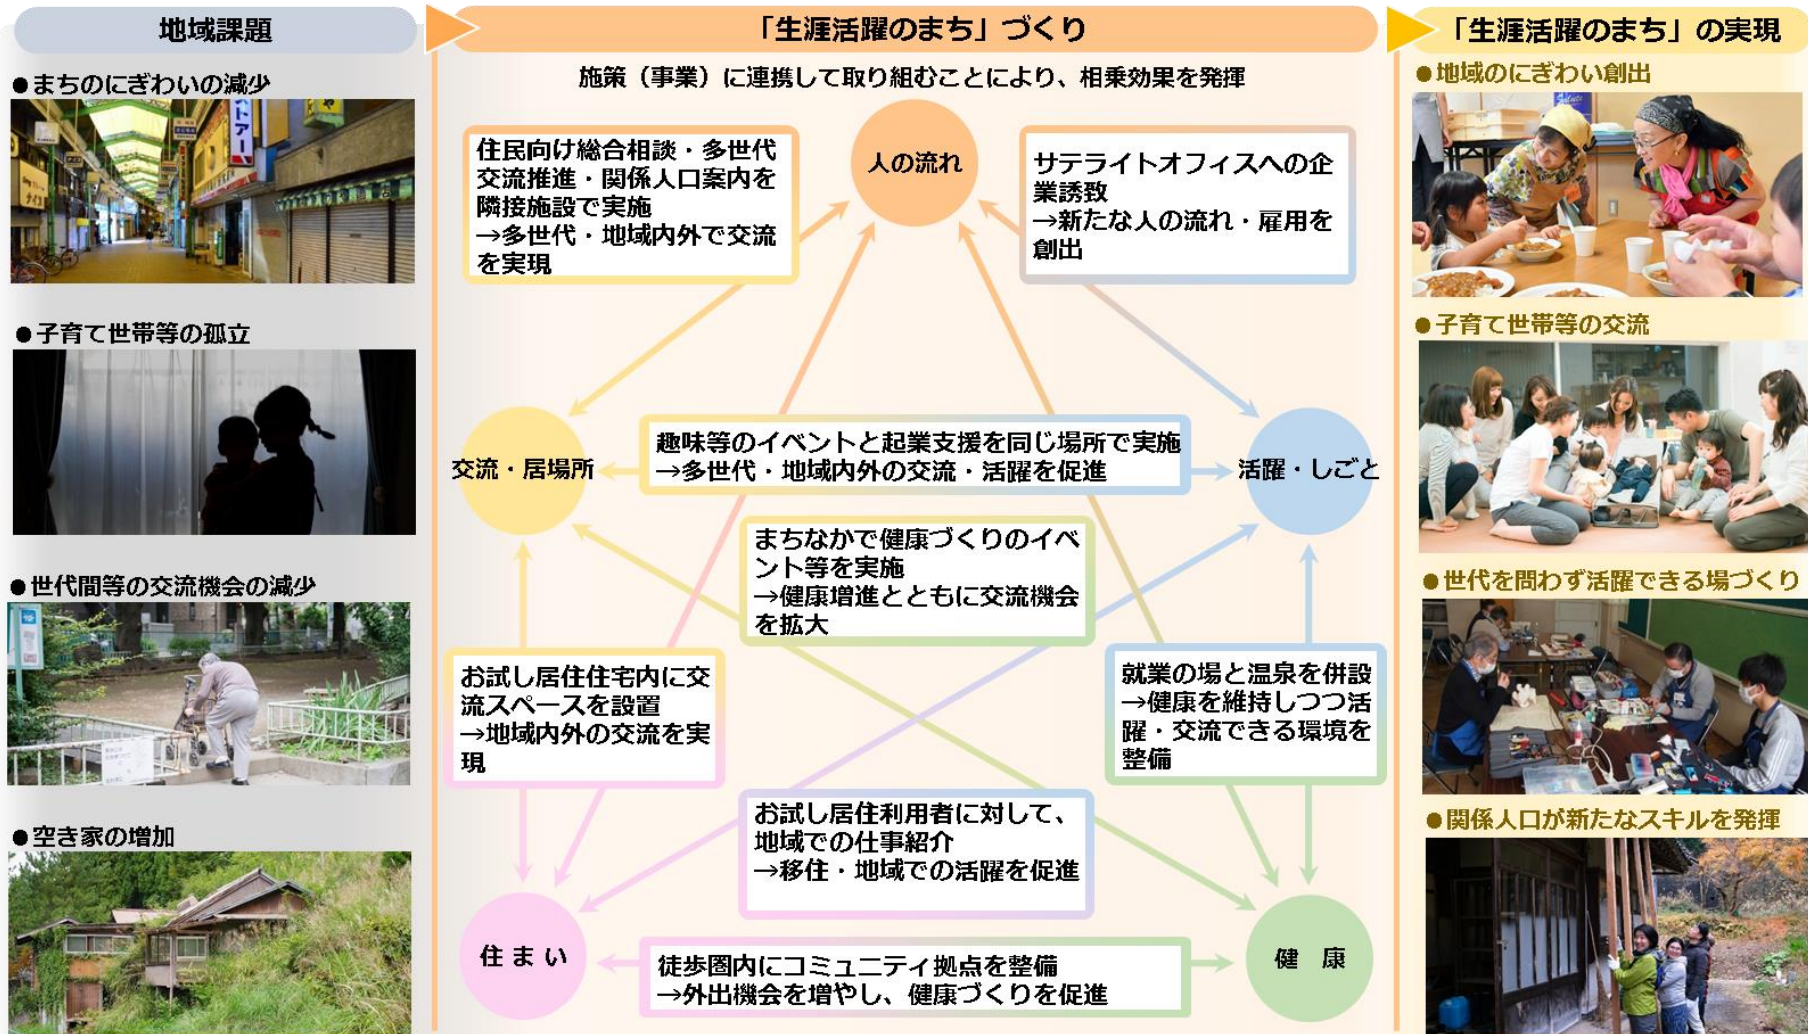 地域課題
●まちのにぎわいの減少
ストアー
●子育て世帯等の孤立
●世代間等の交流機会の減少
●空き家の増加
「生涯活躍のまち」づくり
施策（事業）に連携して取り組むことにより、相乗効果を発揮
人の流れ
住民向け総合相談・多世代
交流推進・関係人口案内を
隣接施設で実施
→多世代・地域内外で交流
を実現
サテライトオフィスへの企
業誘致
→新たな人の流れ・雇用を
創出
交流・居場所
趣味等のイベントと起業支援を同じ場所で実施
→多世代・地域内外の交流・活躍を促進
活躍・しごと
まちなかで健康づくりのイベ
ント等を実施
→健康増進とともに交流機会
を拡大
お試し居住住宅内に交
流スペースを設置
→地域内外の交流を実
現
就業の場と温泉を併設
→健康を維持しつつ活
躍・交流できる環境を
整備
お試し居住利用者に対して、
地域での仕事紹介
→移住・地域での活躍を促進
住まい
徒歩圏内にコミュニティ拠点を整備
→外出機会を増やし、健康づくりを促進
健　康
「生涯活躍のまち」の実現
●地域のにぎわい創出
●子育て世帯等の交流
●世代を問わず活躍できる場づくり
●関係人口が新たなスキルを発揮